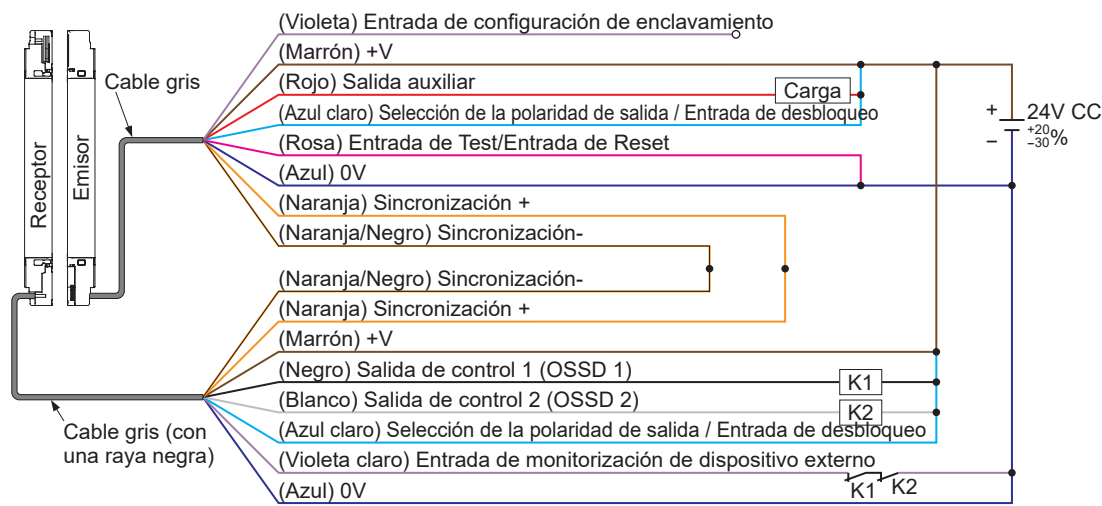 (Violeta) Entrada de configuración de enclavamiento
(Marrón) +V
Cable gris
(Rojo) Salida auxiliar
Carga
(Azul claro) Selección de la polaridad de salida / Entrada de desbloqueo
(Rosa) Entrada de Test/Entrada de Reset
(Azul) 0V
+
24V CC
+20
−30%
−
Receptor
Emisor
(Naranja) Sincronización +
(Naranja/Negro) Sincronización-
(Naranja/Negro) Sincronización-
(Naranja) Sincronización +
(Marrón) +V
(Negro) Salida de control 1 (OSSD 1)
K1
(Blanco) Salida de control 2 (OSSD 2)
K2
(Azul claro) Selección de la polaridad de salida / Entrada de desbloqueo
Cable gris (con
una raya negra)
(Violeta claro) Entrada de monitorización de dispositivo externo
K1 K2
(Azul) 0V